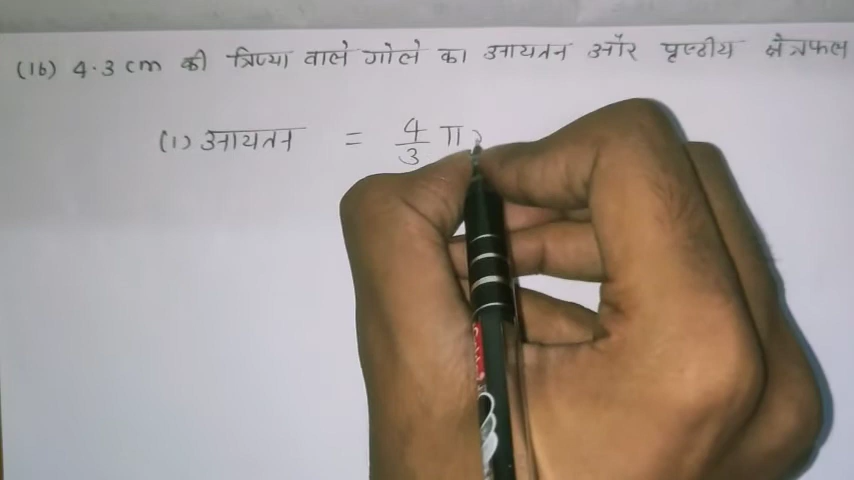 (16) 4.3 cm की त्रिज्या वाले गोले का आयतन और पृष्ठीय क्षेत्रफल
(1) आयतन = 4/3 π